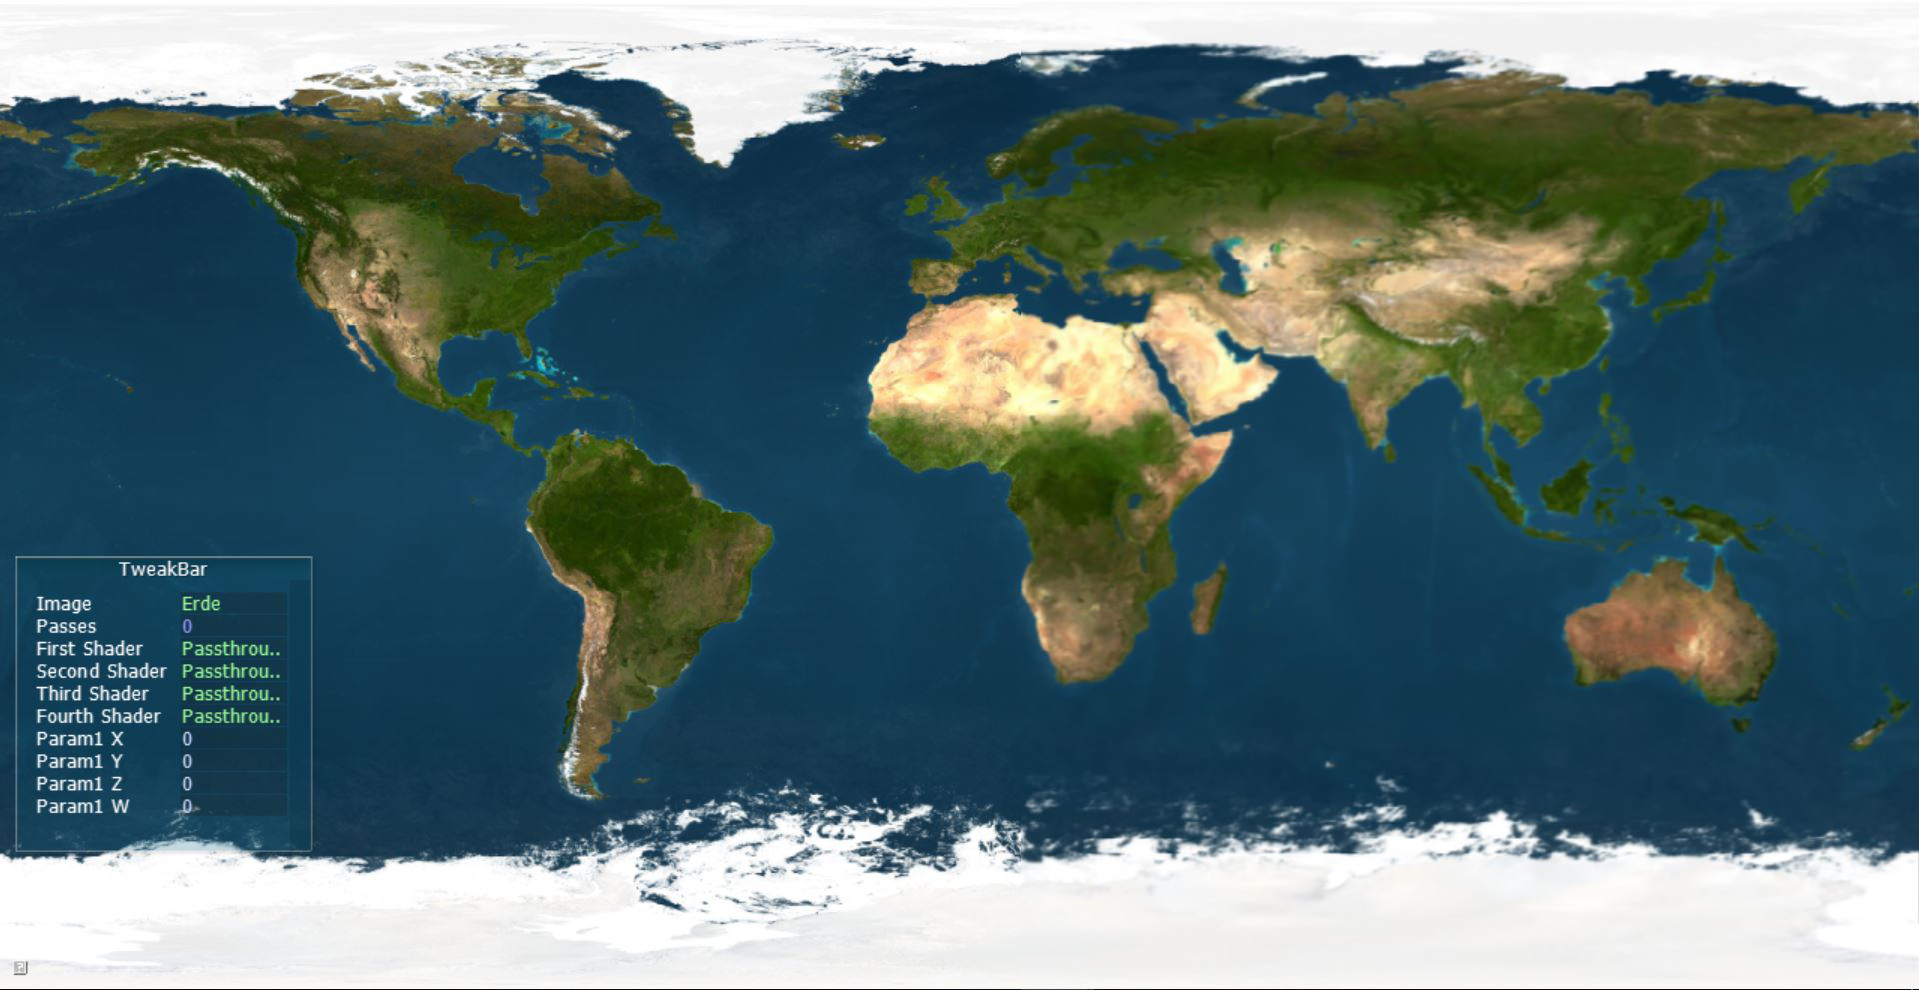 TweakBar
Image Erde
Passes 0
First Shader Passthrou..
Second Shader Passthrou..
Third Shader Passthrou..
Fourth Shader Passthrou..
Param1 X 0
Param1 Y 0
Param1 Z 0
Param1 W 0
?